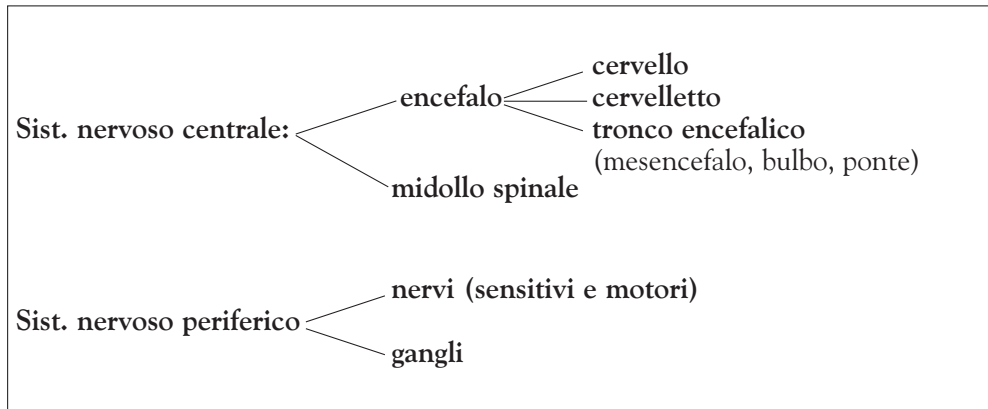 cervello
encefalo
cervelletto
Sist. nervoso centrale:
tronco encefalico
(mesencefalo, bulbo, ponte)
midollo spinale
nervi (sensitivi e motori)
Sist. nervoso periferico
gangli